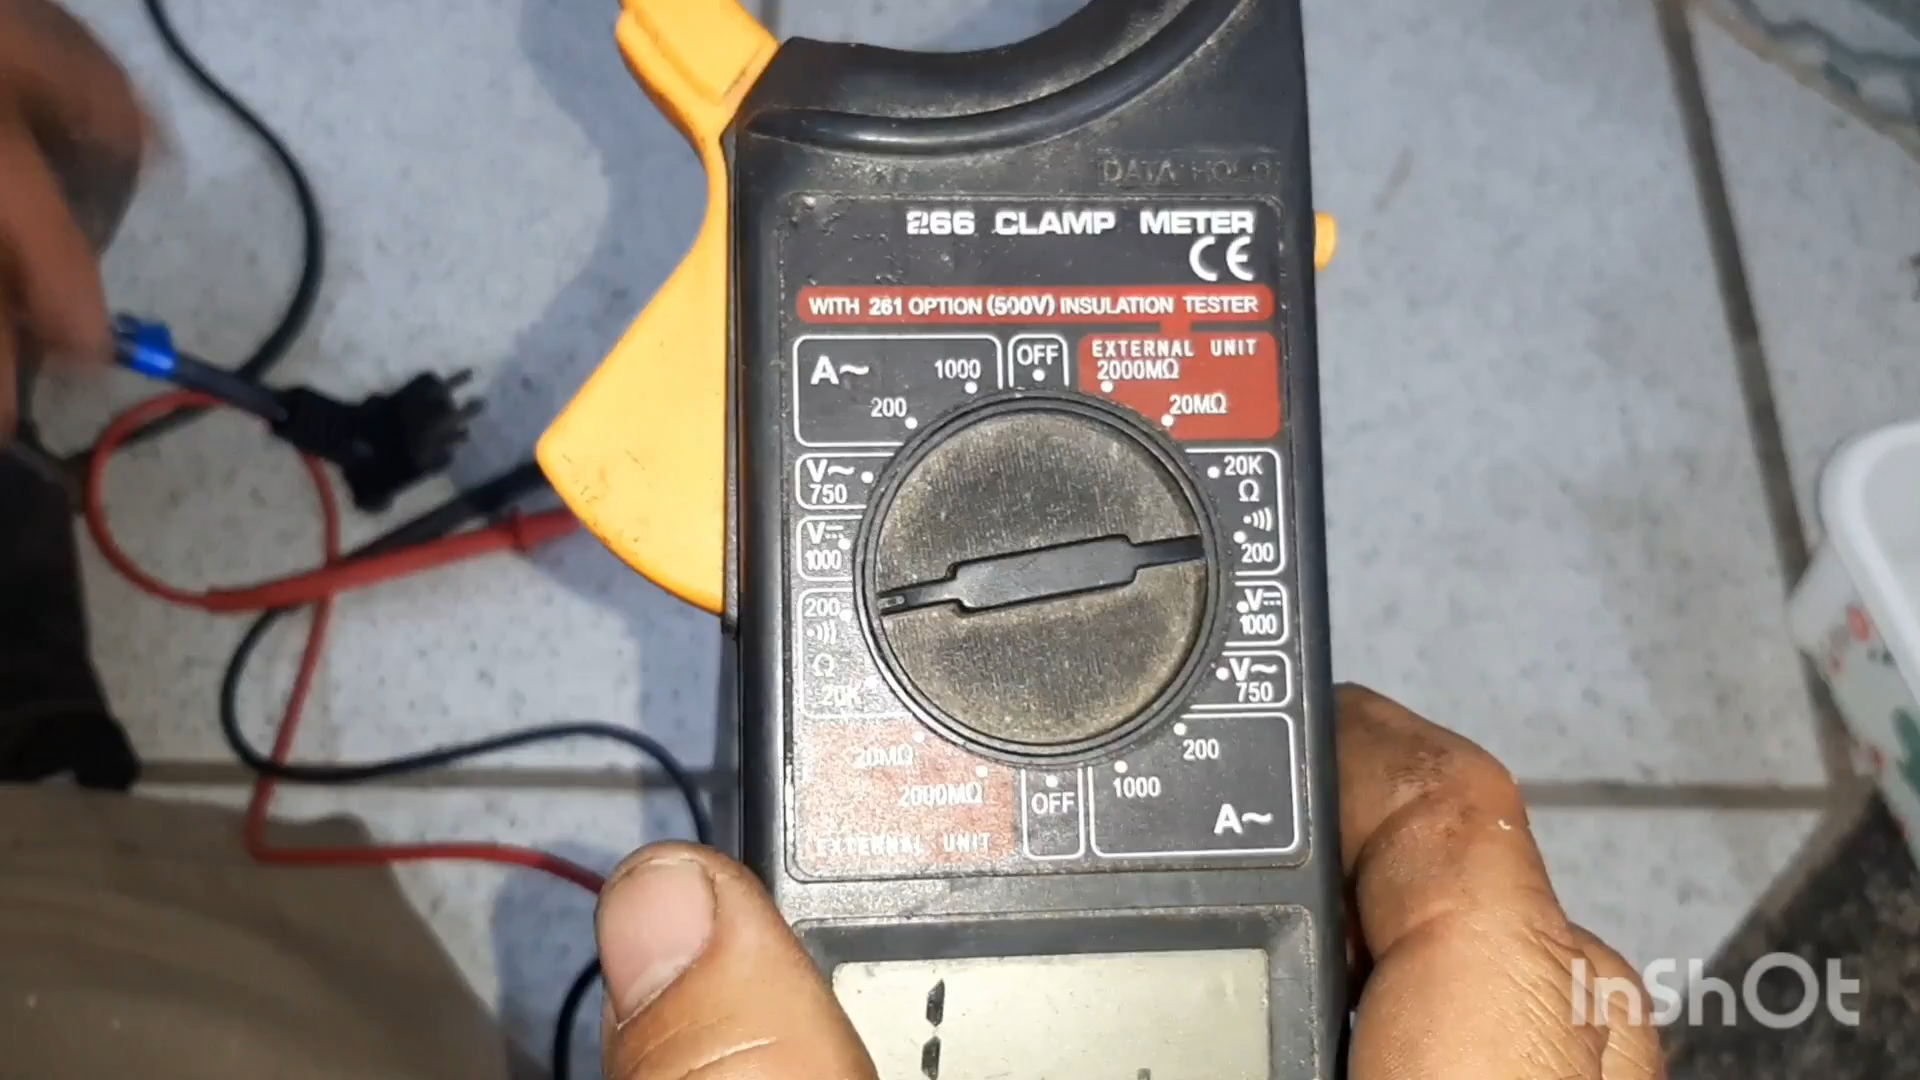 DATA HOLD
266 CLAMP METER
CE
WITH 261 OPTION (500V) INSULATION TESTER
A~ 1000
200
OFF
EXTERNAL UNIT
2000MΩ
20MΩ
V~
750
V⎓
1000
200
Ω
20K
20MΩ
2000MΩ
EXTERNAL UNIT
20K
Ω
200
V⎓
1000
V~
750
200
1000
A~
OFF
1
InShOt